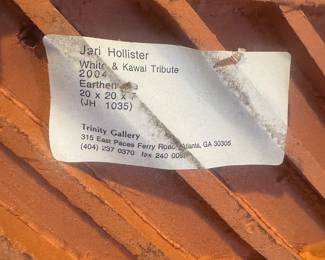 Jari Hollister
White & Kawai Tribute
2004
20 x 20 x 7
(JH 1035)
Trinity Gallery
315 East Paces Ferry Road, Atlanta, GA 30305
(404) 237 0370 fax 240 009